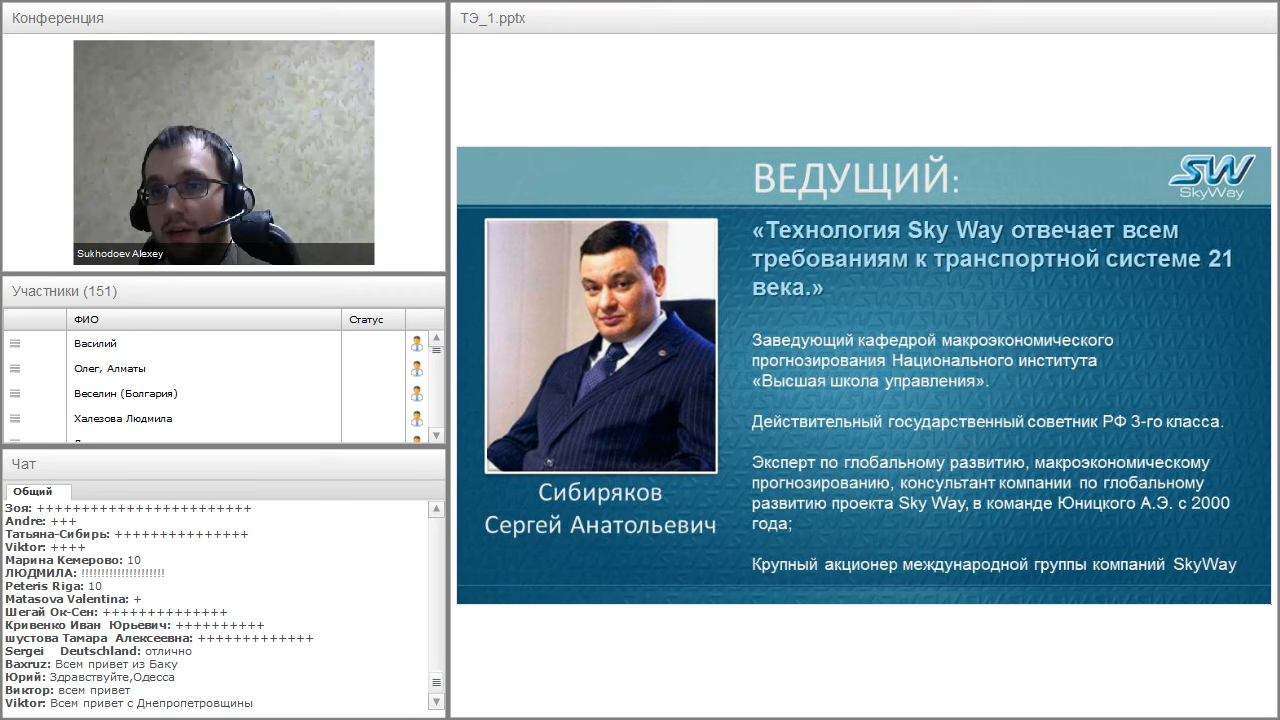 Конференция
Sukhodoev Alexey
Участники (151)
ФИО
Статус
Василий
Олег, Алматы
Веселин (Болгария)
Халезова Людмила
Чат
Общий
Зоя: ++++++++++++++++++++++++
Andre: +++
Татьяна-Сибирь: +++++++++++++++
Viktor: ++++
Марина Кемерово: 10
ЛЮДМИЛА: !!!!!!!!!!!!!!!!!!!!!
Peteris Riga: 10
Matasova Valentina: +
Шегай Ок-Сен: ++++++++++++++
Кривенко Иван Юрьевич: ++++++++++
шустова Тамара Алексеевна: +++++++++++++
Sergei Deutschland: отлично
Baxruz: Всем привет из Баку
Юрий: Здравствуйте,Одесса
Виктор: всем привет
Viktor: Всем привет с Днепропетровщины
ТЭ_1.pptx
ВЕДУЩИЙ:
SW
SkyWay
«Технология Sky Way отвечает всем
требованиям к транспортной системе 21
века.»
Заведующий кафедрой макроэкономического
прогнозирования Национального института
«Высшая школа управления».
Действительный государственный советник РФ 3-го класса.
Эксперт по глобальному развитию, макроэкономическому
прогнозированию, консультант компании по глобальному
развитию проекта Sky Way, в команде Юницкого А.Э. с 2000
года;
Крупный акционер международной группы компаний SkyWay
Сибиряков
Сергей Анатольевич